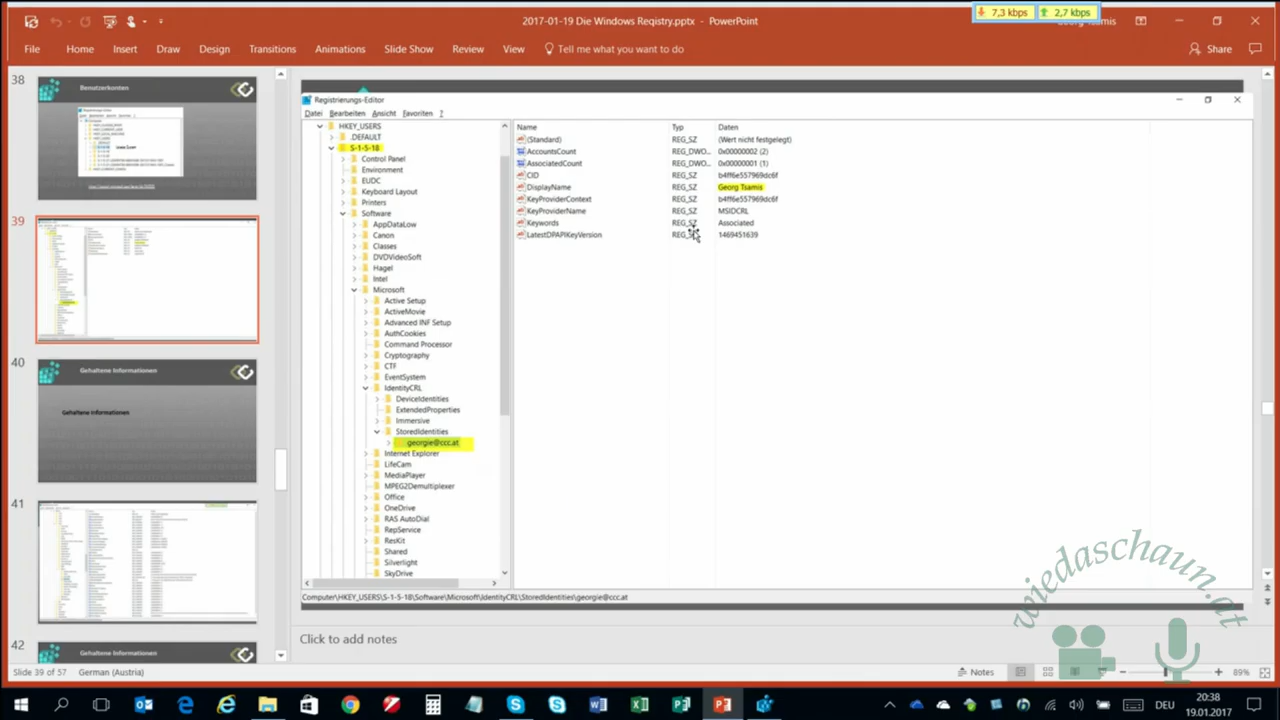 7,3 kbps 2,7 kbps
2017-01-19 Die Windows Registry.pptx - PowerPoint
Tsamis
File Home Insert Draw Design Transitions Animations Slide Show Review View Tell me what you want to do Share
38
Benutzerkonten
39
40
Gehaltene Informationen
Gehaltene Informationen
41
42
Gehaltene Informationen
Registrierungs-Editor
Datei Bearbeiten Ansicht Favoriten ?
HKEY_USERS
.DEFAULT
S-1-5-18
Control Panel
Environment
EUDC
Keyboard Layout
Printers
Software
AppDataLow
Canon
Classes
DVDVideoSoft
Hagel
Intel
Microsoft
Active Setup
ActiveMovie
Advanced INF Setup
AuthCookies
Command Processor
Cryptography
CTF
EventSystem
IdentityCRL
DeviceIdentities
ExtendedProperties
Immersive
StoredIdentities
georgie@ccc.at
Internet Explorer
LifeCam
MediaPlayer
MPEG2Demultiplexer
Office
OneDrive
RAS AutoDial
RepService
ResKit
Shared
Silverlight
SkyDrive
Name Typ Daten
(Standard) REG_SZ (Wert nicht festgelegt)
AccountsCount REG_DWO... 0x00000002 (2)
AssociatedCount REG_DWO... 0x00000001 (1)
CID REG_SZ b4ff6e557969dc6f
DisplayName REG_SZ Georg Tsamis
KeyProviderContext REG_SZ b4ff6e557969dc6f
KeyProviderName REG_SZ MSIDCRL
Keywords REG_SZ Associated
LatestDPAPIKeyVersion REG_SZ 1469451639
Computer\HKEY_USERS\S-1-5-18\Software\Microsoft\IdentityCRL\StoredIdentities\georgie@ccc.at
wiedaschaun.at
Click to add notes
Slide 39 of 57 German (Austria) Notes 89%
DEU 20:38
19.01.2017